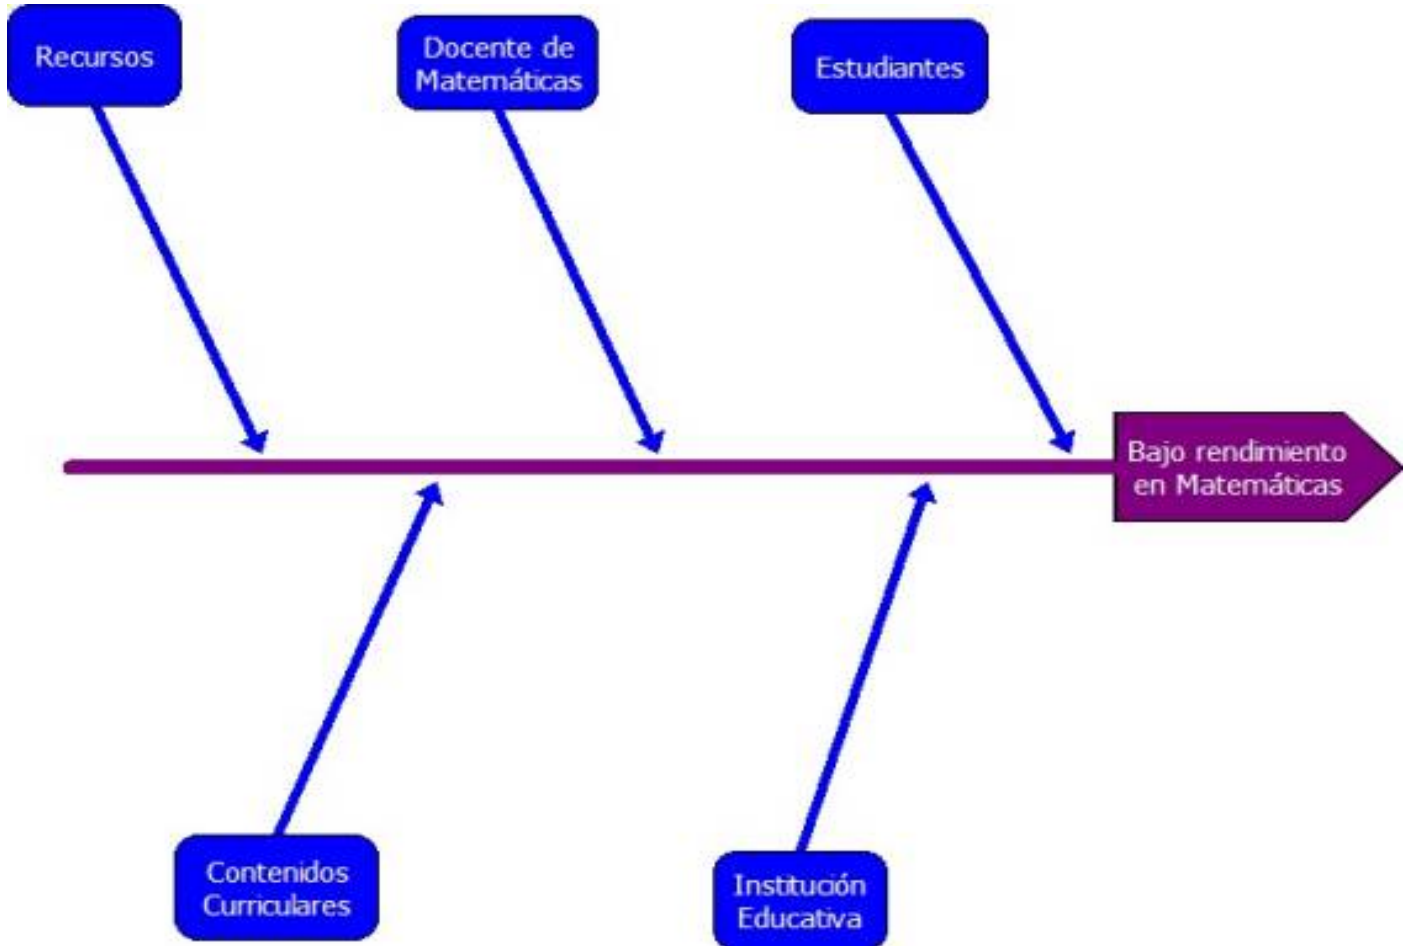 Recursos
Docente de
Matemáticas
Estudiantes
Bajo rendimiento
en Matemáticas
Contenidos
Curriculares
Institución
Educativa